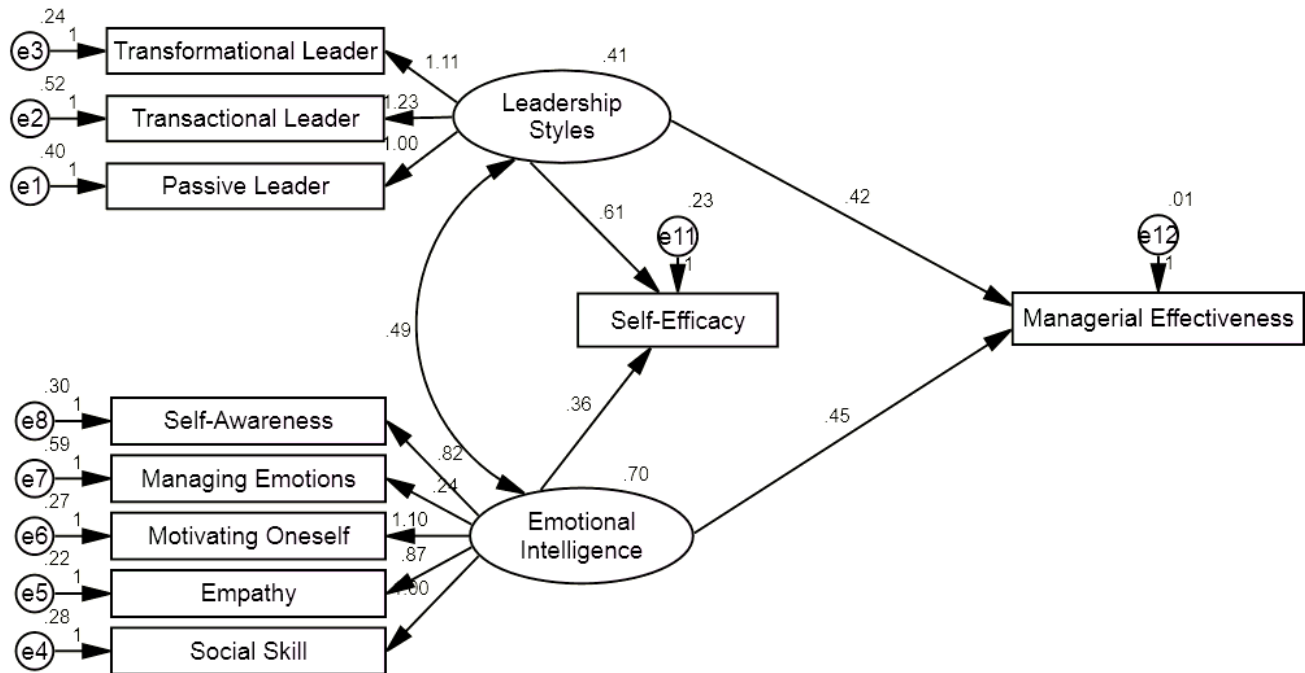 .24
e3
1
Transformational Leader
1.11
.41
.52
e2
1
Transactional Leader
1.23
Leadership
Styles
.40
e1
1
Passive Leader
1.00
.61
.23
e11
1
.42
.01
e12
1
Self-Efficacy
Managerial Effectiveness
.49
.36
.45
.30
e8
1
Self-Awareness
.82
.59
e7
1
Managing Emotions
.24
.70
.27
e6
1
Motivating Oneself
1.10
Emotional
Intelligence
.22
e5
1
Empathy
.87
.28
e4
1
Social Skill
1.00